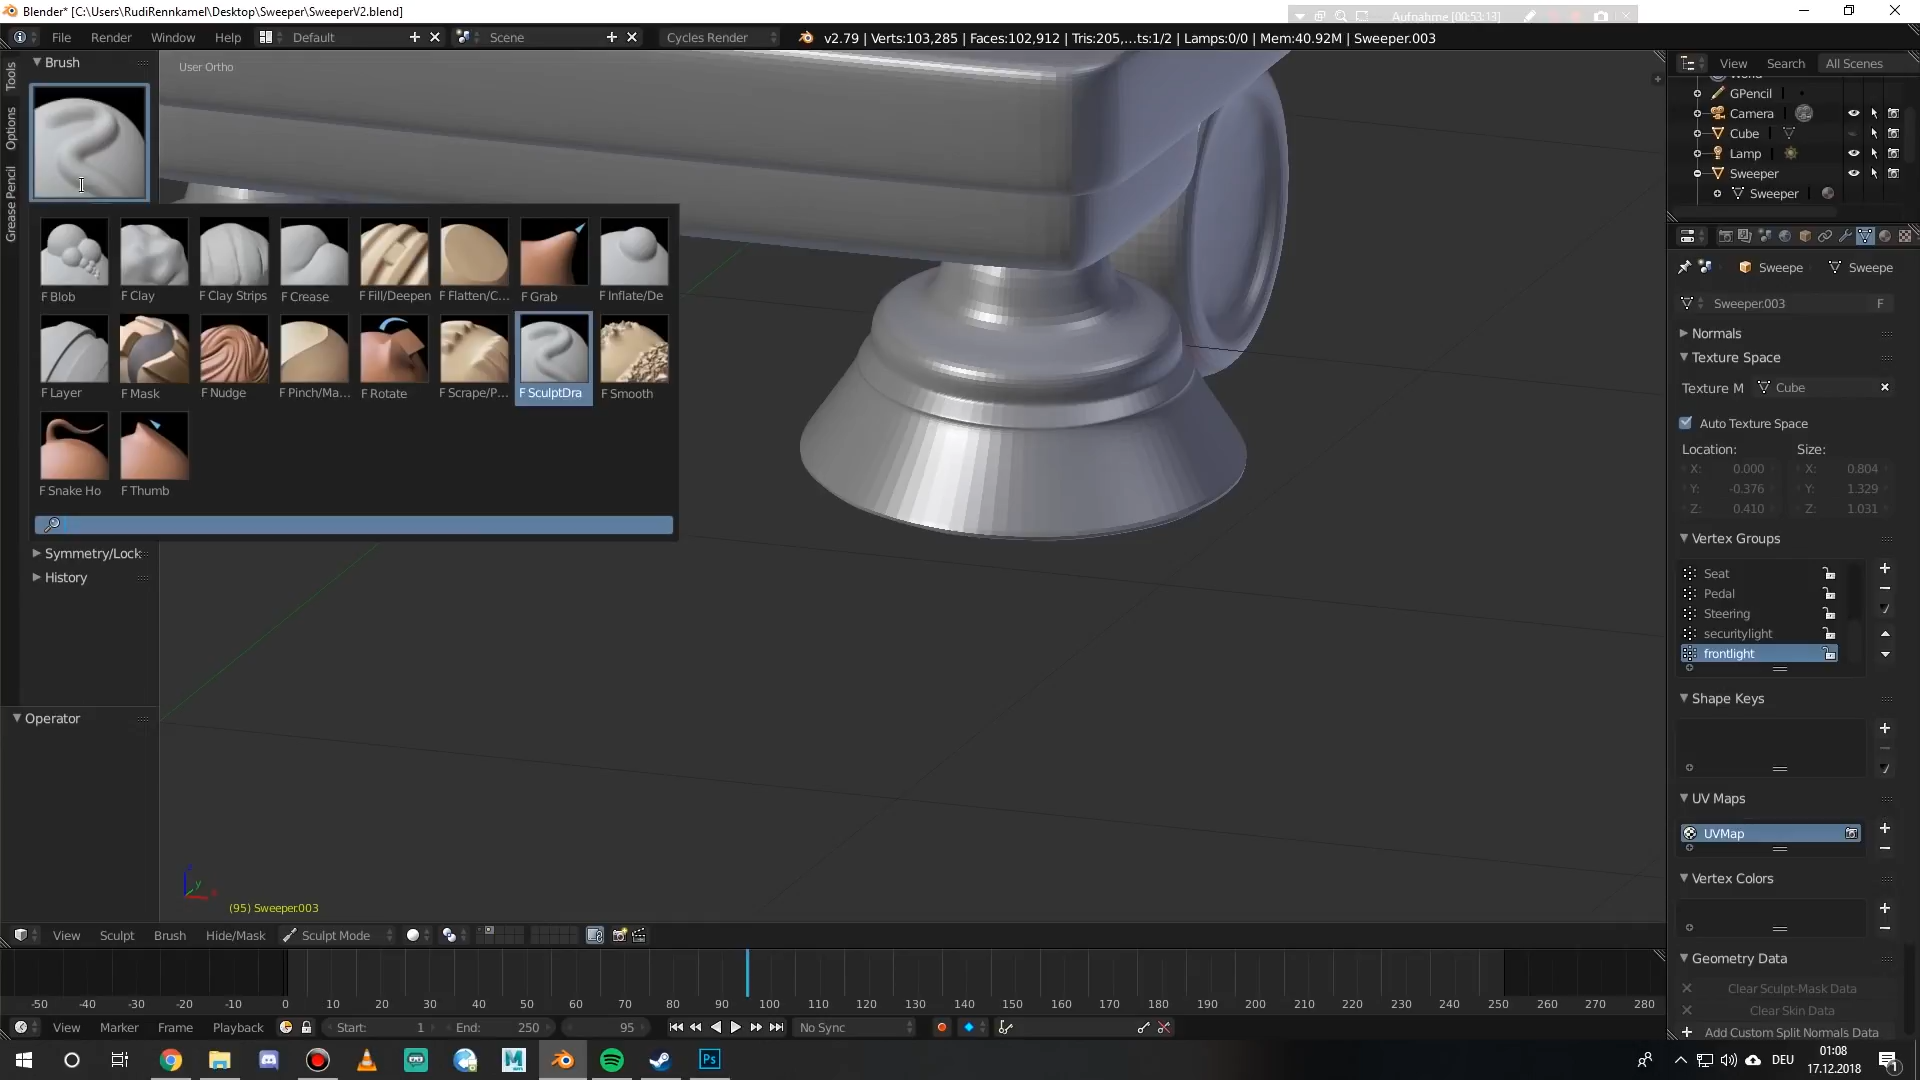 Blender* [C:\Users\RudiRennkamel\Desktop\Sweeper\SweeperV2.blend]
Aufnahme [00:53:13]
File Render Window Help Default Scene Cycles Render v2.79 | Verts:103,285 | Faces:102,912 | Tris:205,...ts:1/2 | Lamps:0/0 | Mem:40.92M | Sweeper.003
Tools
Options
Grease Pencil
Brush
User Ortho
F Blob F Clay F Clay Strips F Crease F Fill/Deepen F Flatten/C... F Grab F Inflate/De
F Layer F Mask F Nudge F Pinch/Ma... F Rotate F Scrape/P... F SculptDra F Smooth
F Snake Ho F Thumb
Symmetry/Lock
History
Operator
(95) Sweeper.003
View Search All Scenes
GPencil
Camera
Cube
Lamp
Sweeper
Sweeper
Sweepe Sweepe
Sweeper.003 F
Normals
Texture Space
Texture M Cube
Auto Texture Space
Location: Size:
X: 0.000 X: 0.804
Y: -0.376 Y: 1.329
Z: 0.410 Z: 1.031
Vertex Groups
Seat
Pedal
Steering
securitylight
frontlight
Shape Keys
UV Maps
UVMap
Vertex Colors
Geometry Data
Clear Sculpt-Mask Data
Clear Skin Data
Add Custom Split Normals Data
View Sculpt Brush Hide/Mask Sculpt Mode
-50 -40 -30 -20 -10 0 10 20 30 40 50 60 70 80 90 100 110 120 130 140 150 160 170 180 190 200 210 220 230 240 250 260 270 280
View Marker Frame Playback Start: 1 End: 250 95 No Sync
Ps
DEU
01:08
17.12.2018
1